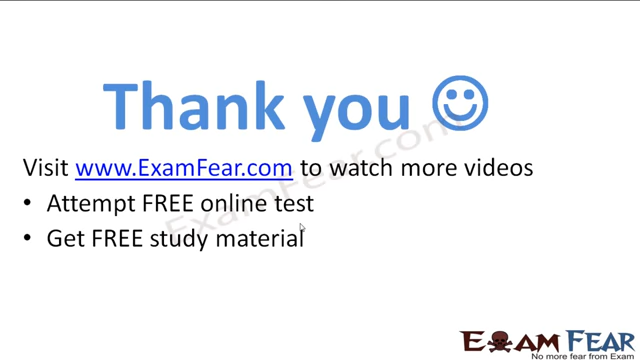 Thank you ☺
Visit www.ExamFear.com to watch more videos
• Attempt FREE online test
• Get FREE study material
ExamFear.com
EXAM FEAR
No more fear from Exam